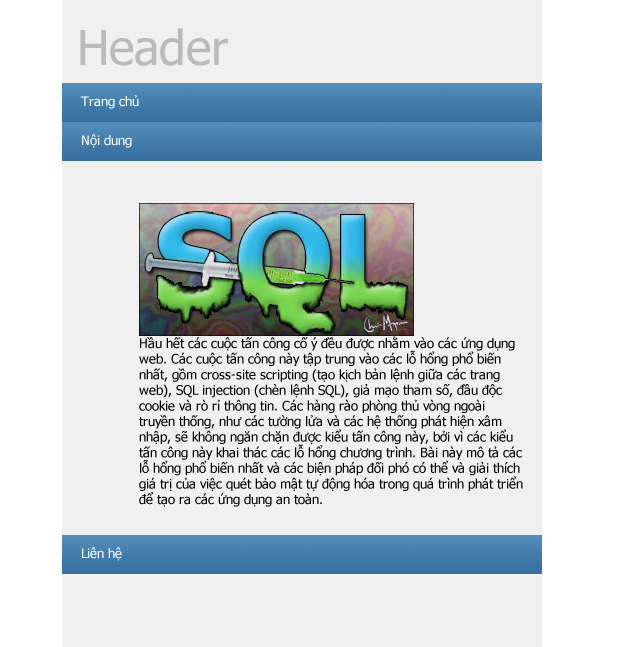 Header
Trang chủ
Nội dung
SQL
Hầu hết các cuộc tấn công cố ý đều được nhằm vào các ứng dụng
web. Các cuộc tấn công này tập trung vào các lỗ hổng phổ biến
nhất, gồm cross-site scripting (tạo kịch bản lệnh giữa các trang
web), SQL injection (chèn lệnh SQL), giả mạo tham số, đầu độc
cookie và rò rỉ thông tin. Các hàng rào phòng thủ vòng ngoài
truyền thống, như các tường lửa và các hệ thống phát hiện xâm
nhập, sẽ không ngăn chặn được kiểu tấn công này, bởi vì các kiểu
tấn công này khai thác các lỗ hổng chương trình. Bài này mô tả các
lỗ hổng phổ biến nhất và các biện pháp đối phó có thể và giải thích
giá trị của việc quét bảo mật tự động hóa trong quá trình phát triển
để tạo ra các ứng dụng an toàn.
Liên hệ